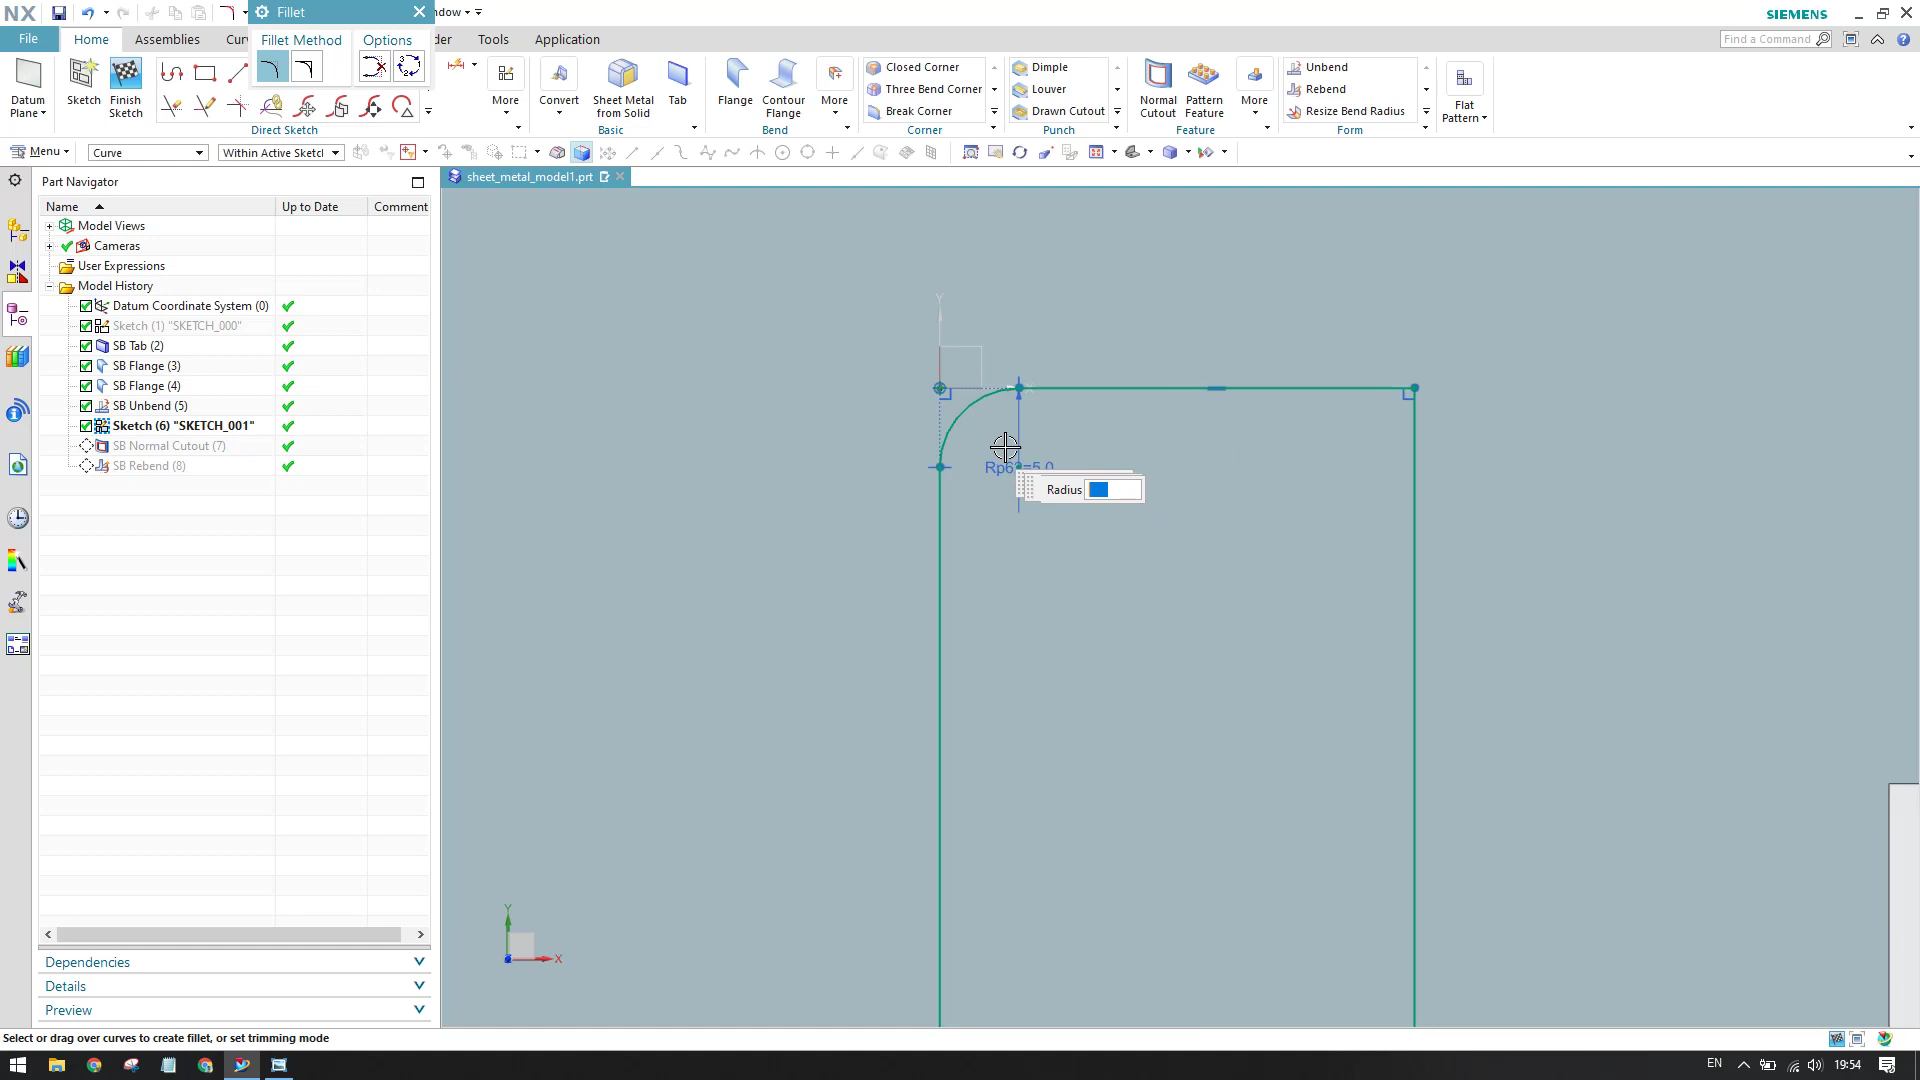 NX
Fillet
ndow
SIEMENS
File
Home
Assemblies
Cur
Fillet Method
Options
der
Tools
Application
Find a Command
Datum
Plane
Sketch
Finish
Sketch
Direct Sketch
More
Convert
Sheet Metal
from Solid
Tab
Basic
Flange
Contour
Flange
More
Bend
Closed Corner
Three Bend Corner
Break Corner
Corner
Dimple
Louver
Drawn Cutout
Punch
Normal
Cutout
Pattern
Feature
More
Feature
Unbend
Rebend
Resize Bend Radius
Form
Flat
Pattern
Menu
Curve
Within Active Sketcl
Part Navigator
sheet_metal_model1.prt
Name
Up to Date
Comment
Model Views
Cameras
User Expressions
Model History
Datum Coordinate System (0)
Sketch (1) "SKETCH_000"
SB Tab (2)
SB Flange (3)
SB Flange (4)
SB Unbend (5)
Sketch (6) "SKETCH_001"
SB Normal Cutout (7)
SB Rebend (8)
Y
Radius
Y
X
Dependencies
Details
Preview
Select or drag over curves to create fillet, or set trimming mode
EN
19:54